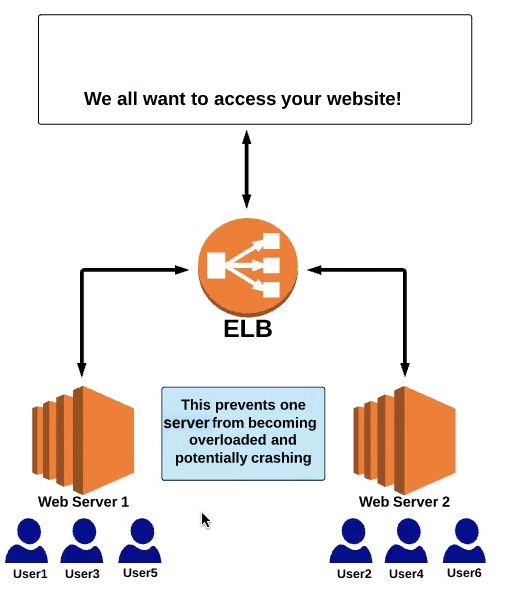 We all want to access your website!
ELB
This prevents one
server from becoming
overloaded and
potentially crashing
Web Server 1
Web Server 2
User1 User3 User5
User2 User4 User6